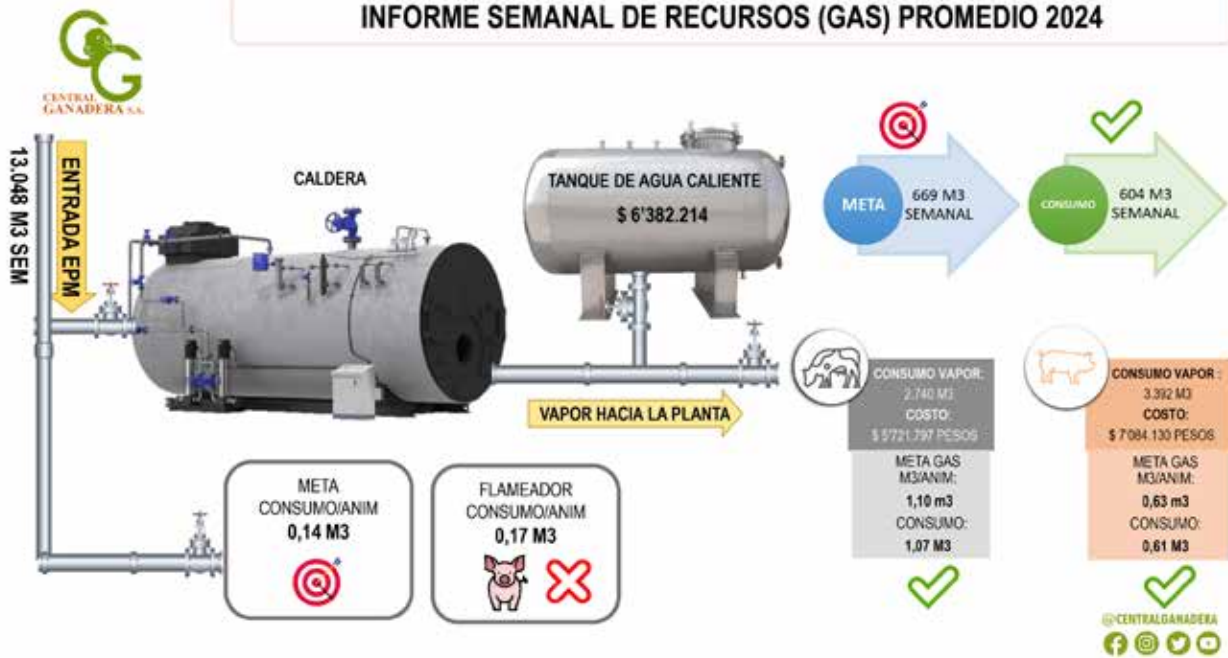 INFORME SEMANAL DE RECURSOS (GAS) PROMEDIO 2024
CG
CENTRAL
GANADERA S.A.
13.048 M3 SEM
ENTRADA EPM
CALDERA
TANQUE DE AGUA CALIENTE
$ 6'382.214
META
669 M3
SEMANAL
CONSUMO
604 M3
SEMANAL
VAPOR HACIA LA PLANTA
META
CONSUMO/ANIM
0,14 M3
FLAMEADOR
CONSUMO/ANIM
0,17 M3
CONSUMO VAPOR:
2.740 M3
COSTO:
$ 5'721.797 PESOS
META GAS
M3/ANIM:
1,10 m3
CONSUMO:
1,07 M3
CONSUMO VAPOR :
3.392 M3
COSTO:
$ 7'084.130 PESOS
META GAS
M3/ANIM:
0,63 m3
CONSUMO:
0,61 M3
@CENTRALGANADERA